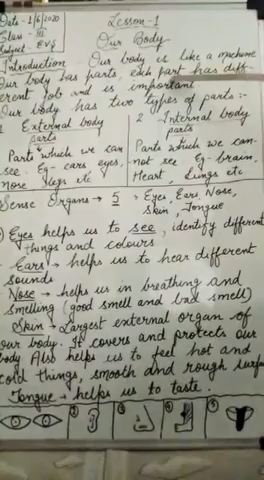 Date - 1/6/2020
Class - III
Subject - EVS
Lesson - 1
Our Body
Introduction Our body is like a machine
Our body has parts, each part has diff-
erent job and is important
Our body has two types of parts :-
1 External body
parts
Parts which we can
see. Eg - ears eyes,
Nose, legs etc
2 Internal body
parts
Parts which we can-
not see. Eg - brain,
Heart, Lungs etc
Sense Organs → 5 - Eyes, Ears Nose,
Skin, Tongue
Eyes helps us to see, identify different
things and colours.
Ears - helps us to hear different
sounds
Nose - helps us in breathing and
smelling (good smell and bad smell)
Skin - Largest external organ of
our body. It covers and protects our
body Also helps us to feel hot and
cold things, smooth and rough surfa
Tongue - helps us to taste.